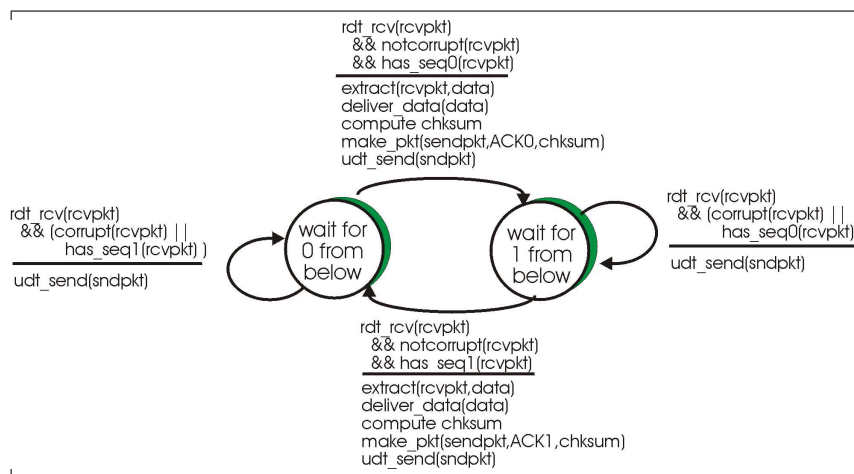 rdt_rcv(rcvpkt)
&& notcorrupt(rcvpkt)
&& has_seq0(rcvpkt)
extract(rcvpkt,data)
deliver_data(data)
compute chksum
make_pkt(sendpkt,ACK0,chksum)
udt_send(sndpkt)
rdt_rcv(rcvpkt)
&& (corrupt(rcvpkt) ||
has_seq1(rcvpkt) )
udt_send(sndpkt)
wait for
0 from
below
wait for
1 from
below
rdt_rcv(rcvpkt)
&& (corrupt(rcvpkt) ||
has_seq0(rcvpkt)
udt_send(sndpkt)
rdt_rcv(rcvpkt)
&& notcorrupt(rcvpkt)
&& has_seq1(rcvpkt)
extract(rcvpkt,data)
deliver_data(data)
compute chksum
make_pkt(sendpkt,ACK1,chksum)
udt_send(sndpkt)